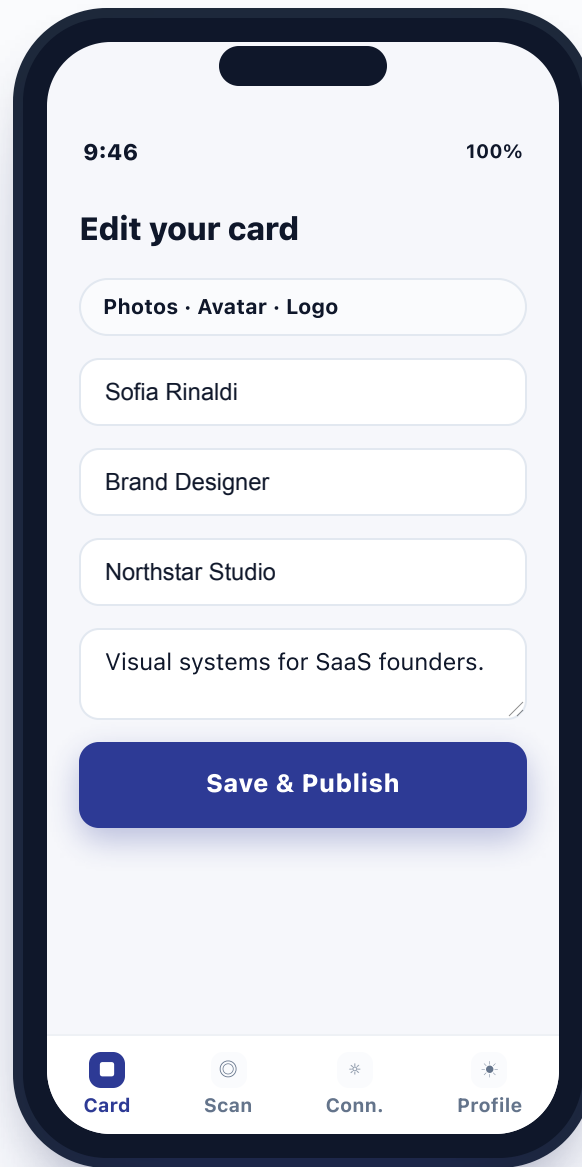 9:46
100%
Edit your card
Photos · Avatar · Logo
Sofia Rinaldi
Brand Designer
Northstar Studio
Visual systems for SaaS founders.
Save & Publish
Card
Scan
Conn.
Profile